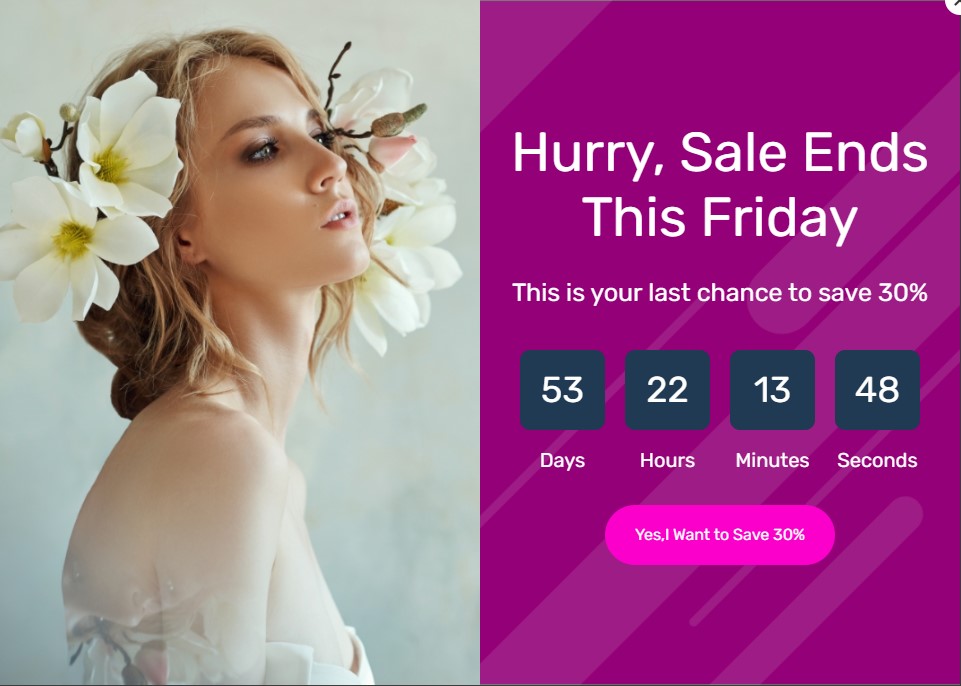 Hurry, Sale Ends
This Friday
This is your last chance to save 30%
53 22 13 48
Days Hours Minutes Seconds
Yes,I Want to Save 30%